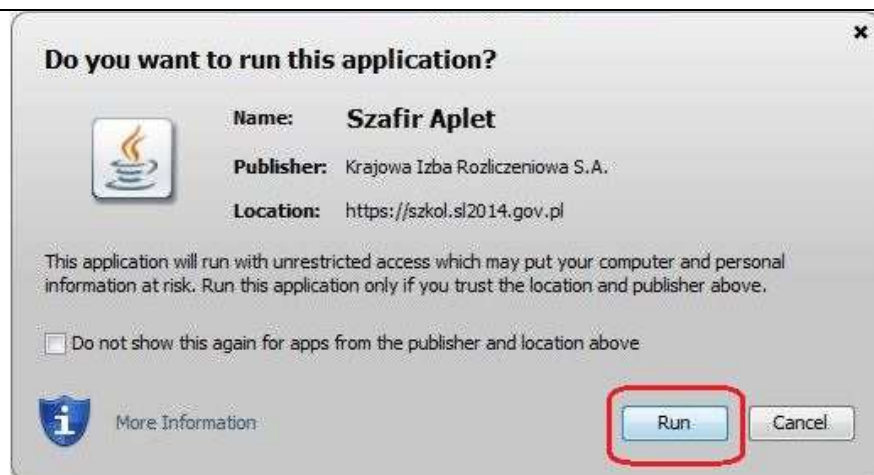 Do you want to run this application?
Name: Szafir Aplet
Publisher: Krajowa Izba Rozliczeniowa S.A.
Location: https://szkol.sl2014.gov.pl
This application will run with unrestricted access which may put your computer and personal
information at risk. Run this application only if you trust the location and publisher above.
Do not show this again for apps from the publisher and location above
More Information
Run
Cancel